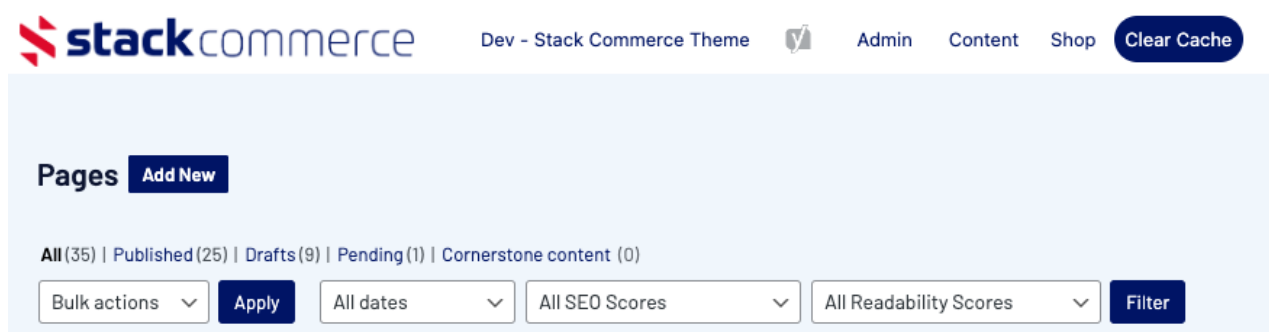 stackcommerce Dev - Stack Commerce Theme Admin Content Shop Clear Cache
Pages Add New
All (35) | Published (25) | Drafts (9) | Pending (1) | Cornerstone content (0)
Bulk actions Apply All dates All SEO Scores All Readability Scores Filter